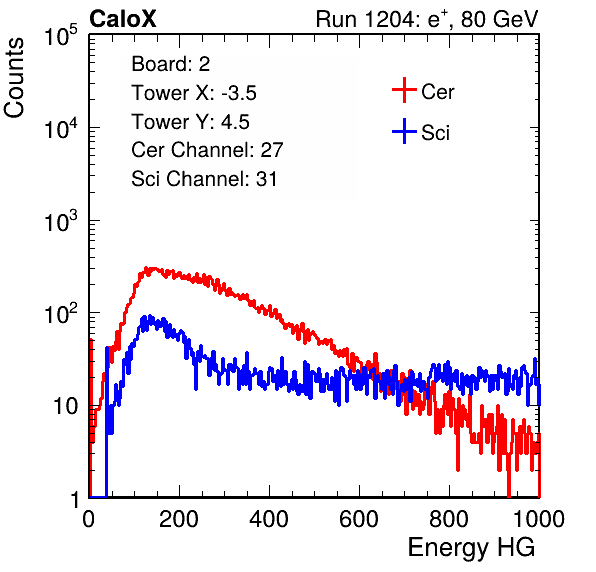 CaloX Run 1204: e⁺, 80 GeV
Counts
10⁵
10⁴
10³
10²
10
1
Board: 2
Tower X: -3.5
Tower Y: 4.5
Cer Channel: 27
Sci Channel: 31
Cer
Sci
0 200 400 600 800 1000
Energy HG